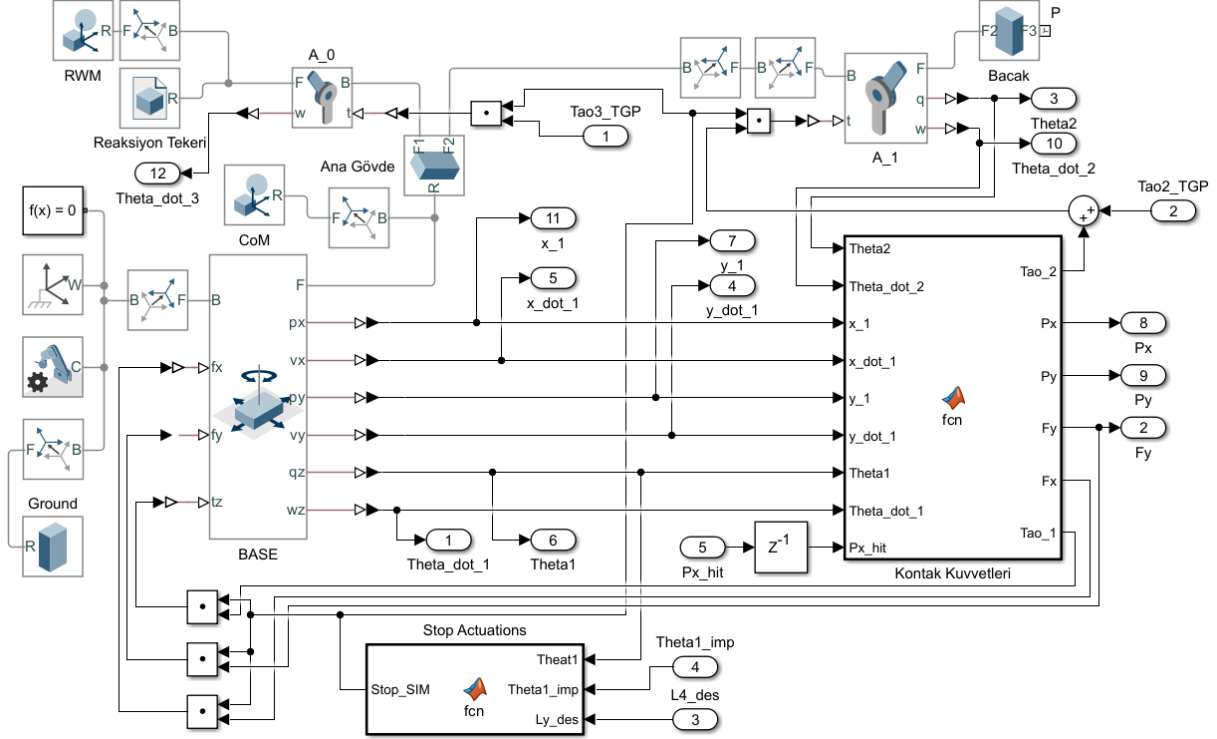 R F B
RWM
R
Reaksiyon Tekeri
A_0
F B
w t
12
Theta_dot_3
Tao3_TGP
1
B F B F
B F
q
t
w
A_1
F2 F3
P
Bacak
3
Theta2
10
Theta_dot_2
Tao2_TGP
2
Ana Gövde
F1 F2
R
R F B
CoM
f(x) = 0
W
C
F B
Ground
R
B F
B F
px
vx
fx
py
fy vy
qz
tz
wz
BASE
11
x_1
5
x_dot_1
7
y_1
4
y_dot_1
1
Theta_dot_1
6
Theta1
5
Px_hit
Z-1
Theta2
Theta_dot_2
x_1
x_dot_1
y_1
y_dot_1
Theta1
Theta_dot_1
Px_hit
fcn
Tao_2
Px
Py
Fy
Fx
Tao_1
Kontak Kuvvetleri
8
Px
9
Py
2
Fy
Stop Actuations
Stop_SIM
fcn
Theat1
Theta1_imp
Ly_des
Theta1_imp
4
L4_des
3